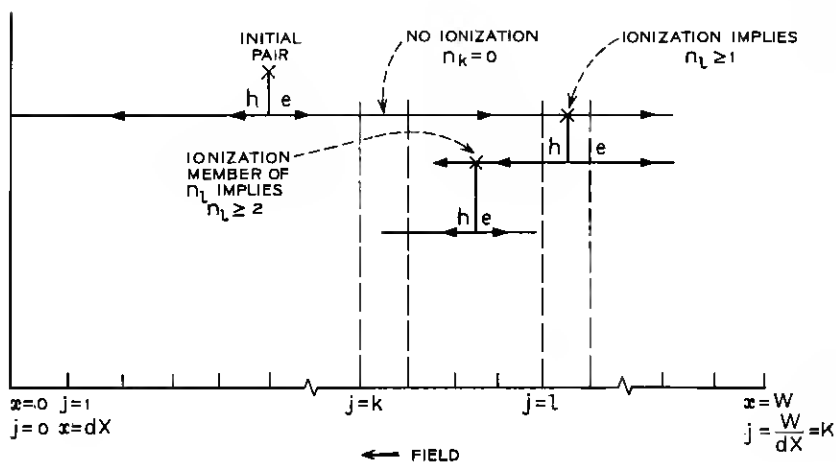 INITIAL
PAIR
NO IONIZATION
n_k=0
IONIZATION IMPLIES
n_l≥1
h e
h e
IONIZATION
MEMBER OF
n_l IMPLIES
n_l≥2
h e
x=0 j=1
j=0 x=dX
j=k
j=l
x=W
j=W/dX=K
FIELD